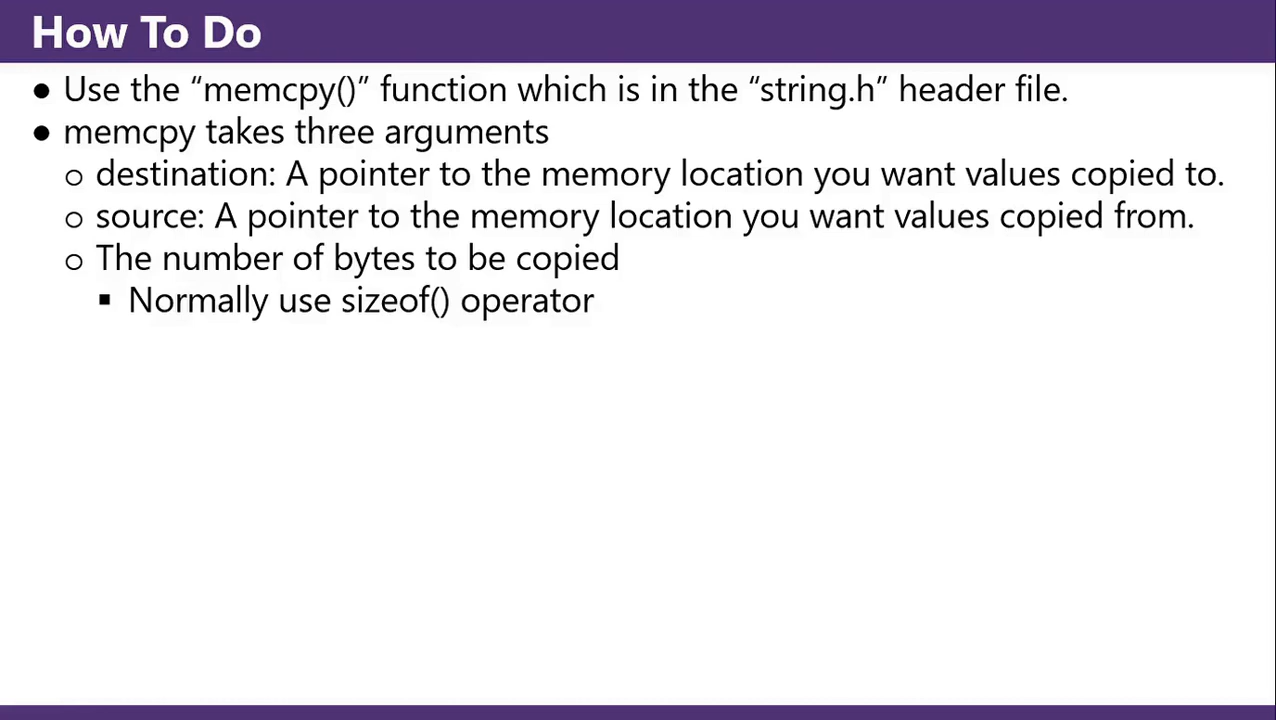 How To Do
● Use the “memcpy()” function which is in the “string.h” header file.
● memcpy takes three arguments
○ destination: A pointer to the memory location you want values copied to.
○ source: A pointer to the memory location you want values copied from.
○ The number of bytes to be copied
▪ Normally use sizeof() operator